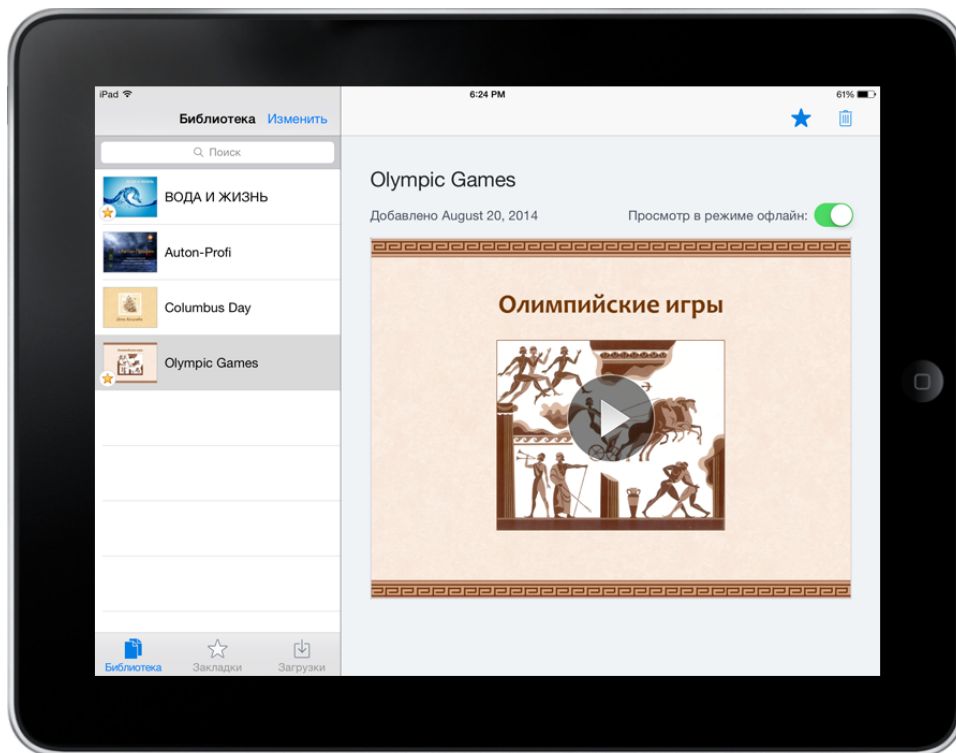 iPad 6:24 PM 61%
Библиотека Изменить
Поиск
ВОДА И ЖИЗНЬ
Auton-Profi
Columbus Day
Olympic Games
Библиотека Закладки Загрузки
Olympic Games
Добавлено August 20, 2014 Просмотр в режиме офлайн:
Олимпийские игры